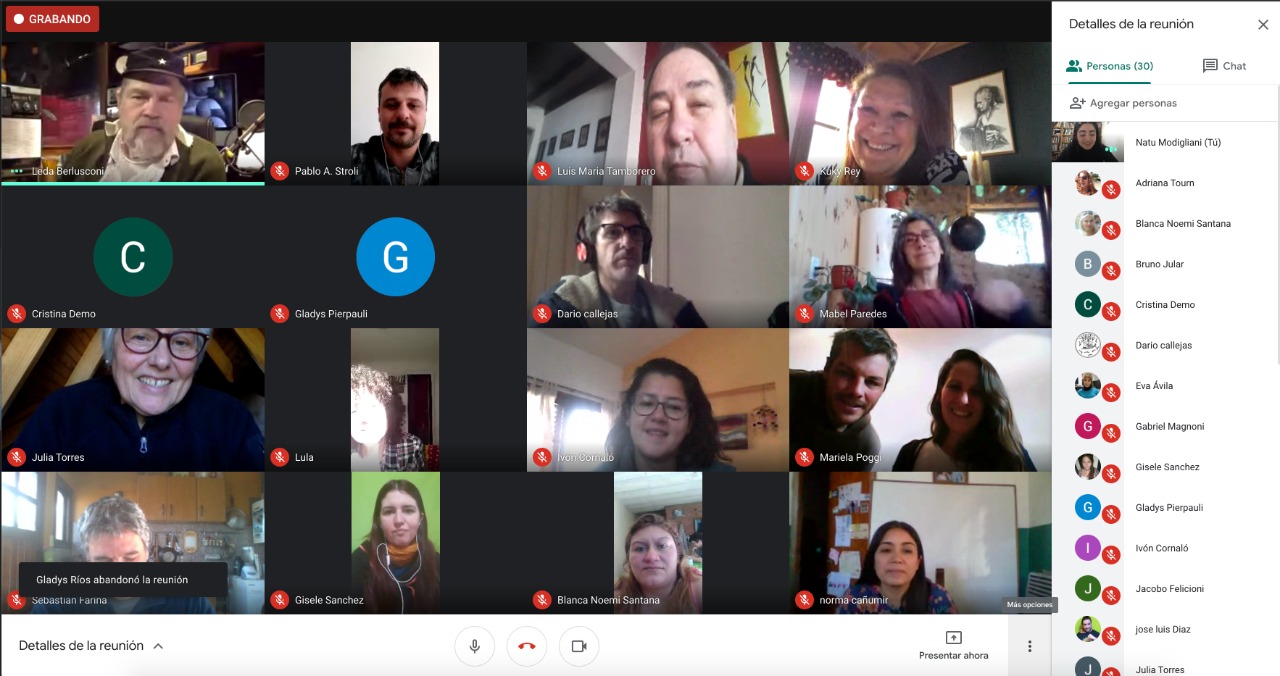 GRABANDO
Leda Berlusconi
Pablo A. Stroli
Luis Maria Tamborero
Kuky Rey
C
G
Cristina Demo
Gladys Pierpauli
Dario callejas
Mabel Paredes
Julia Torres
Lula
Ivón Cornaló
Mariela Poggi
Gladys Ríos abandonó la reunión
Sebastian Farina
Gisele Sanchez
Blanca Noemi Santana
norma cañumir
Más opciones
Detalles de la reunión
Presentar ahora
Detalles de la reunión
Personas (30)
Chat
Agregar personas
Natu Modigliani (Tú)
Adriana Tourn
Blanca Noemi Santana
B Bruno Jular
C Cristina Demo
Dario callejas
Eva Ávila
G Gabriel Magnoni
Gisele Sanchez
G Gladys Pierpauli
I Ivón Cornaló
J Jacobo Felicioni
jose luis Diaz
J Julia Torres